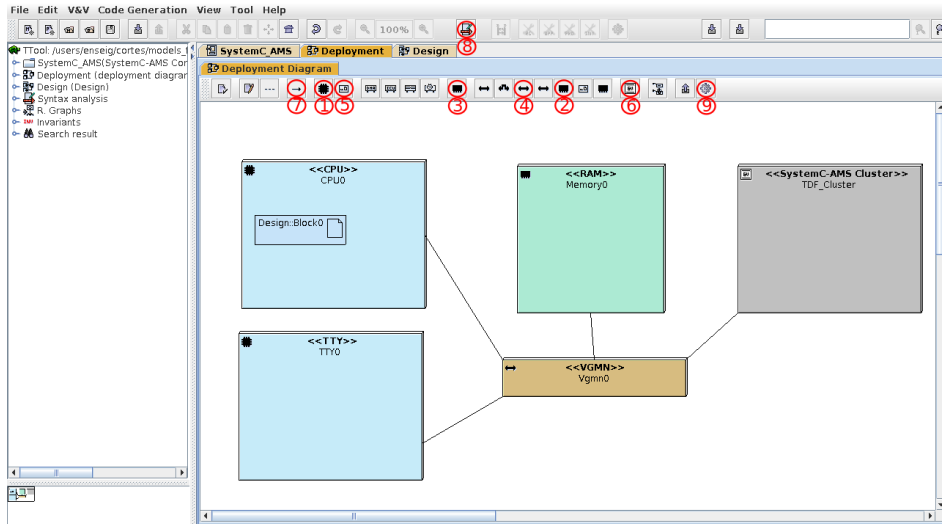 File Edit V&V Code Generation View Tool Help
100%
8
TTool: /users/enseig/cortes/models_
SystemC_AMS(SystemC-AMS Cor
Deployment (deployment diagrar
Design (Design)
Syntax analysis
R. Graphs
Invariants
Search result
SystemC_AMS Deployment Design
Deployment Diagram
7 1 5 3 4 2 6 9
<<CPU>>
CPU0
Design::Block0
<<RAM>>
Memory0
<<SystemC-AMS Cluster>>
TDF_Cluster
<<TTY>>
TTY0
<<VGMN>>
Vgmn0